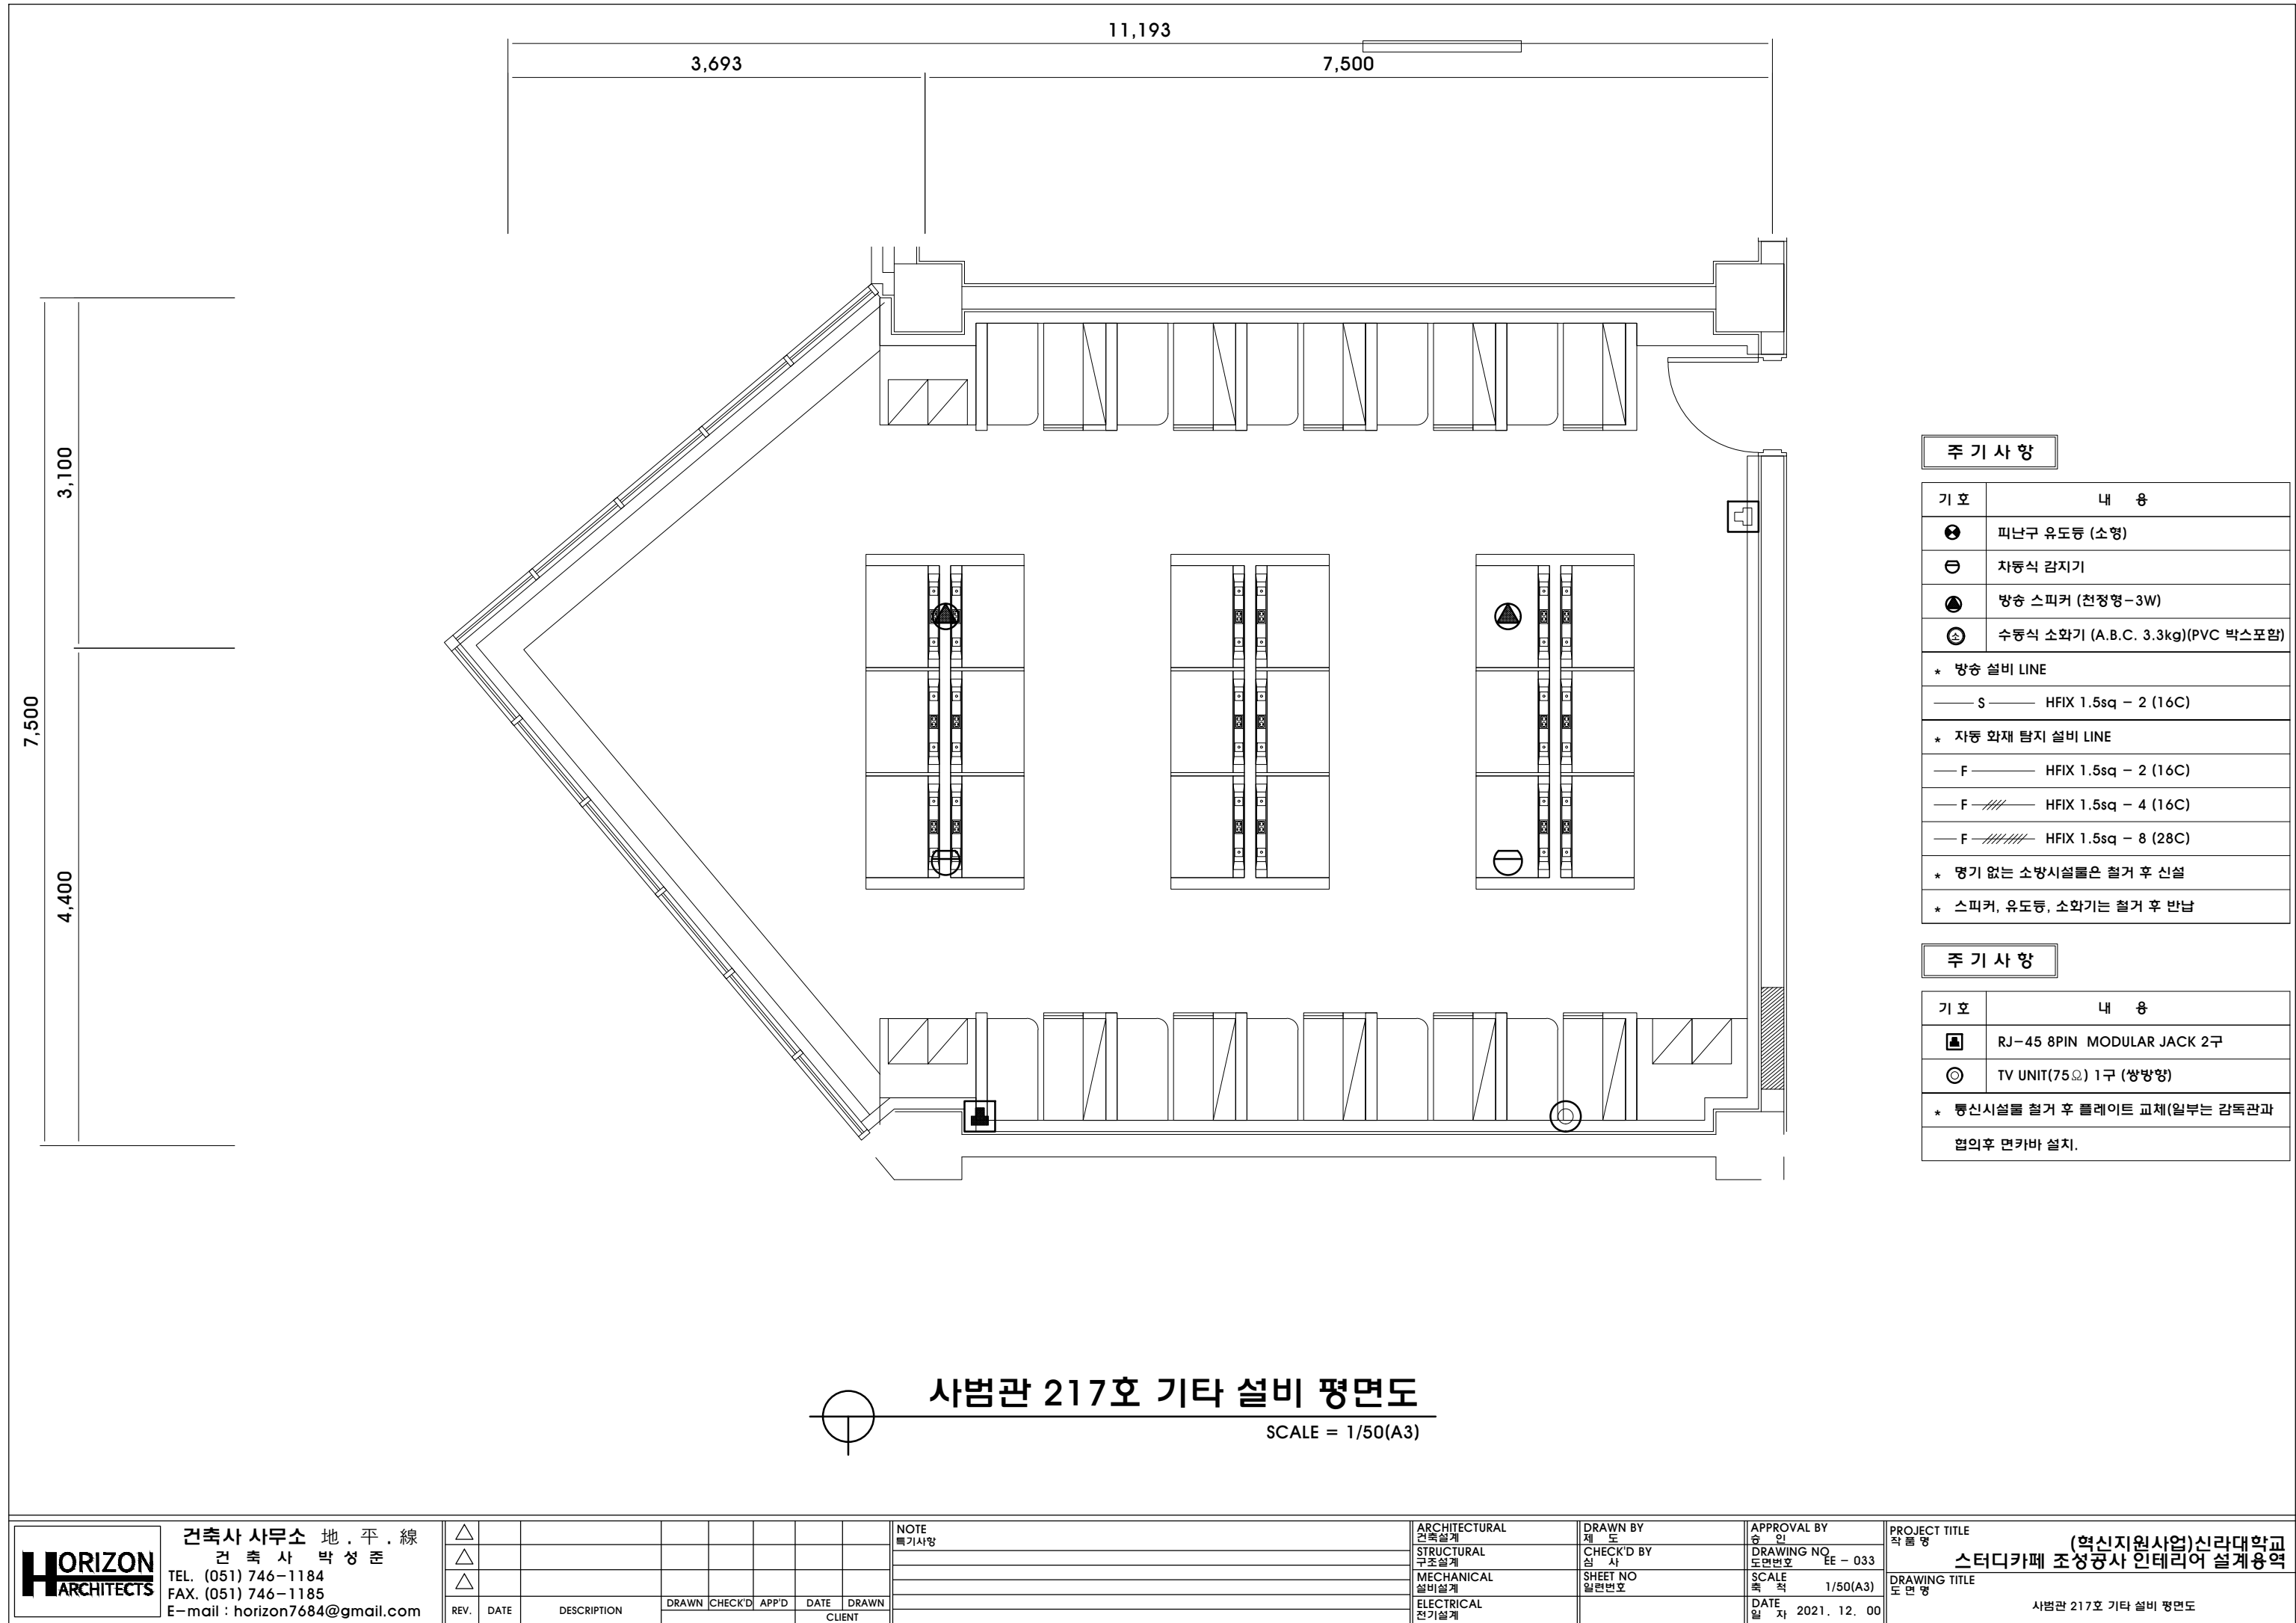 11,193
3,693
7,500
3,100
7,500
4,400
주 기 사 항
기 호
내 용
피난구 유도등 (소형)
차동식 감지기
방송 스피커 (천정형-3W)
소
수동식 소화기 (A.B.C. 3.3kg)(PVC 박스포함)
* 방송 설비 LINE
S HFIX 1.5sq - 2 (16C)
* 자동 화재 탐지 설비 LINE
F HFIX 1.5sq - 2 (16C)
F HFIX 1.5sq - 4 (16C)
F HFIX 1.5sq - 8 (28C)
* 명기 없는 소방시설물은 철거 후 신설
* 스피커, 유도등, 소화기는 철거 후 반납
주 기 사 항
기 호
내 용
RJ-45 8PIN MODULAR JACK 2구
TV UNIT(75Ω) 1구 (쌍방향)
* 통신시설물 철거 후 플레이트 교체(일부는 감독관과
협의후 면카바 설치.
사범관 217호 기타 설비 평면도
SCALE = 1/50(A3)
HORIZON
ARCHITECTS
건축사 사무소 地 . 平 . 線
건 축 사 박 성 준
TEL. (051) 746-1184
FAX. (051) 746-1185
E-mail : horizon7684@gmail.com
REV.
DATE
DESCRIPTION
DRAWN
CHECK'D
APP'D
DATE
DRAWN
CLIENT
NOTE
특기사항
ARCHITECTURAL
건축설계
STRUCTURAL
구조설계
MECHANICAL
설비설계
ELECTRICAL
전기설계
DRAWN BY
제 도
CHECK'D BY
심 사
SHEET NO
일련번호
APPROVAL BY
승 인
DRAWING NO
도면번호 EE - 033
SCALE
축 척 1/50(A3)
DATE
일 자 2021. 12. 00
PROJECT TITLE
작 품 명
(혁신지원사업)신라대학교
스터디카페 조성공사 인테리어 설계용역
DRAWING TITLE
도 면 명
사범관 217호 기타 설비 평면도